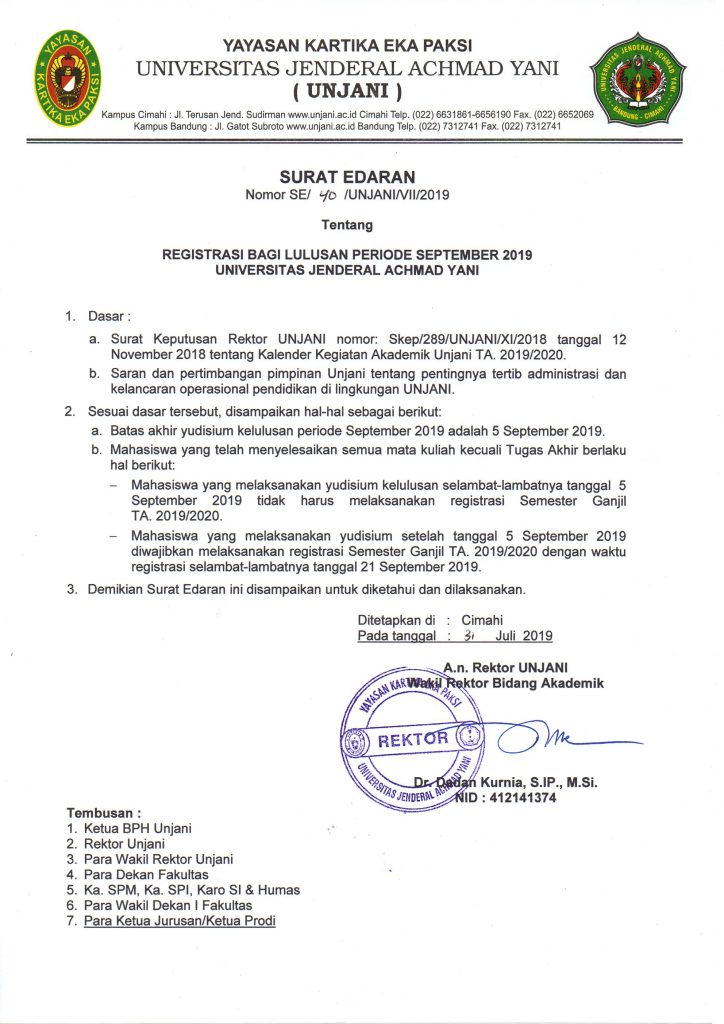 YAYASAN KARTIKA EKA PAKSI
UNIVERSITAS JENDERAL ACHMAD YANI
( UNJANI )
Kampus Cimahi : Jl. Terusan Jend. Sudirman www.unjani.ac.id Cimahi Telp. (022) 6631861-6656190 Fax. (022) 6652069
Kampus Bandung : Jl. Gatot Subroto www.unjani.ac.id Bandung Telp. (022) 7312741 Fax. (022) 7312741
YAYASAN
KARTIKA EKA PAKSI
UNIVERSITAS JENDERAL ACHMAD YANI
BANDUNG - CIMAHI
SURAT EDARAN
Nomor SE/ 40 /UNJANI/VII/2019
Tentang
REGISTRASI BAGI LULUSAN PERIODE SEPTEMBER 2019
UNIVERSITAS JENDERAL ACHMAD YANI
1. Dasar :
a. Surat Keputusan Rektor UNJANI nomor: Skep/289/UNJANI/XI/2018 tanggal 12
November 2018 tentang Kalender Kegiatan Akademik Unjani TA. 2019/2020.
b. Saran dan pertimbangan pimpinan Unjani tentang pentingnya tertib administrasi dan
kelancaran operasional pendidikan di lingkungan UNJANI.
2. Sesuai dasar tersebut, disampaikan hal-hal sebagai berikut:
a. Batas akhir yudisium kelulusan periode September 2019 adalah 5 September 2019.
b. Mahasiswa yang telah menyelesaikan semua mata kuliah kecuali Tugas Akhir berlaku
hal berikut:
– Mahasiswa yang melaksanakan yudisium kelulusan selambat-lambatnya tanggal 5
September 2019 tidak harus melaksanakan registrasi Semester Ganjil
TA. 2019/2020.
– Mahasiswa yang melaksanakan yudisium setelah tanggal 5 September 2019
diwajibkan melaksanakan registrasi Semester Ganjil TA. 2019/2020 dengan waktu
registrasi selambat-lambatnya tanggal 21 September 2019.
3. Demikian Surat Edaran ini disampaikan untuk diketahui dan dilaksanakan.
Ditetapkan di : Cimahi
Pada tanggal : 31 Juli 2019
A.n. Rektor UNJANI
Wakil Rektor Bidang Akademik
YAYASAN KARTIKA EKA PAKSI
REKTOR
UNIVERSITAS JENDERAL ACHMAD YANI
Dr. Dadan Kurnia, S.IP., M.Si.
NID : 412141374
Tembusan :
1. Ketua BPH Unjani
2. Rektor Unjani
3. Para Wakil Rektor Unjani
4. Para Dekan Fakultas
5. Ka. SPM, Ka. SPI, Karo SI & Humas
6. Para Wakil Dekan I Fakultas
7. Para Ketua Jurusan/Ketua Prodi